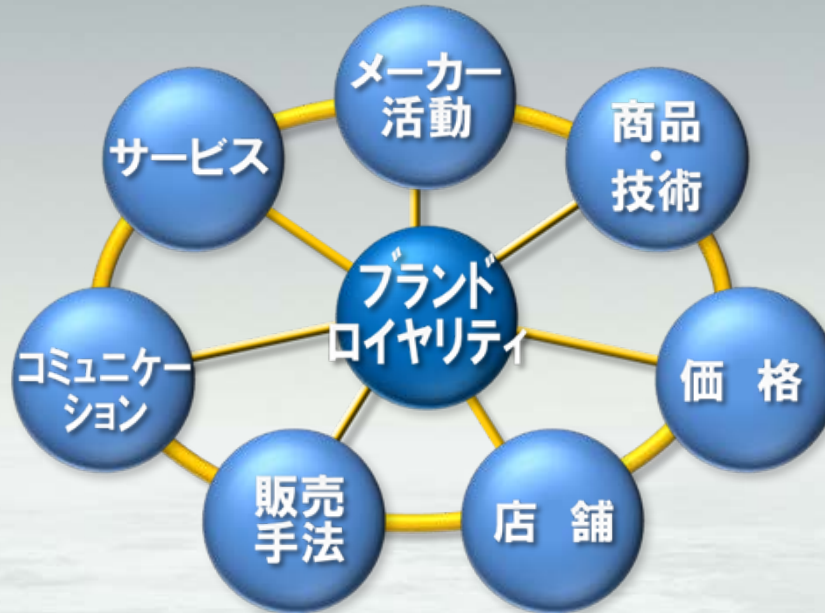 メーカー
活動
商品
・
技術
サービス
ブランド
ロイヤリティ
コミュニケー
ション
価 格
販売
手法
店 舗